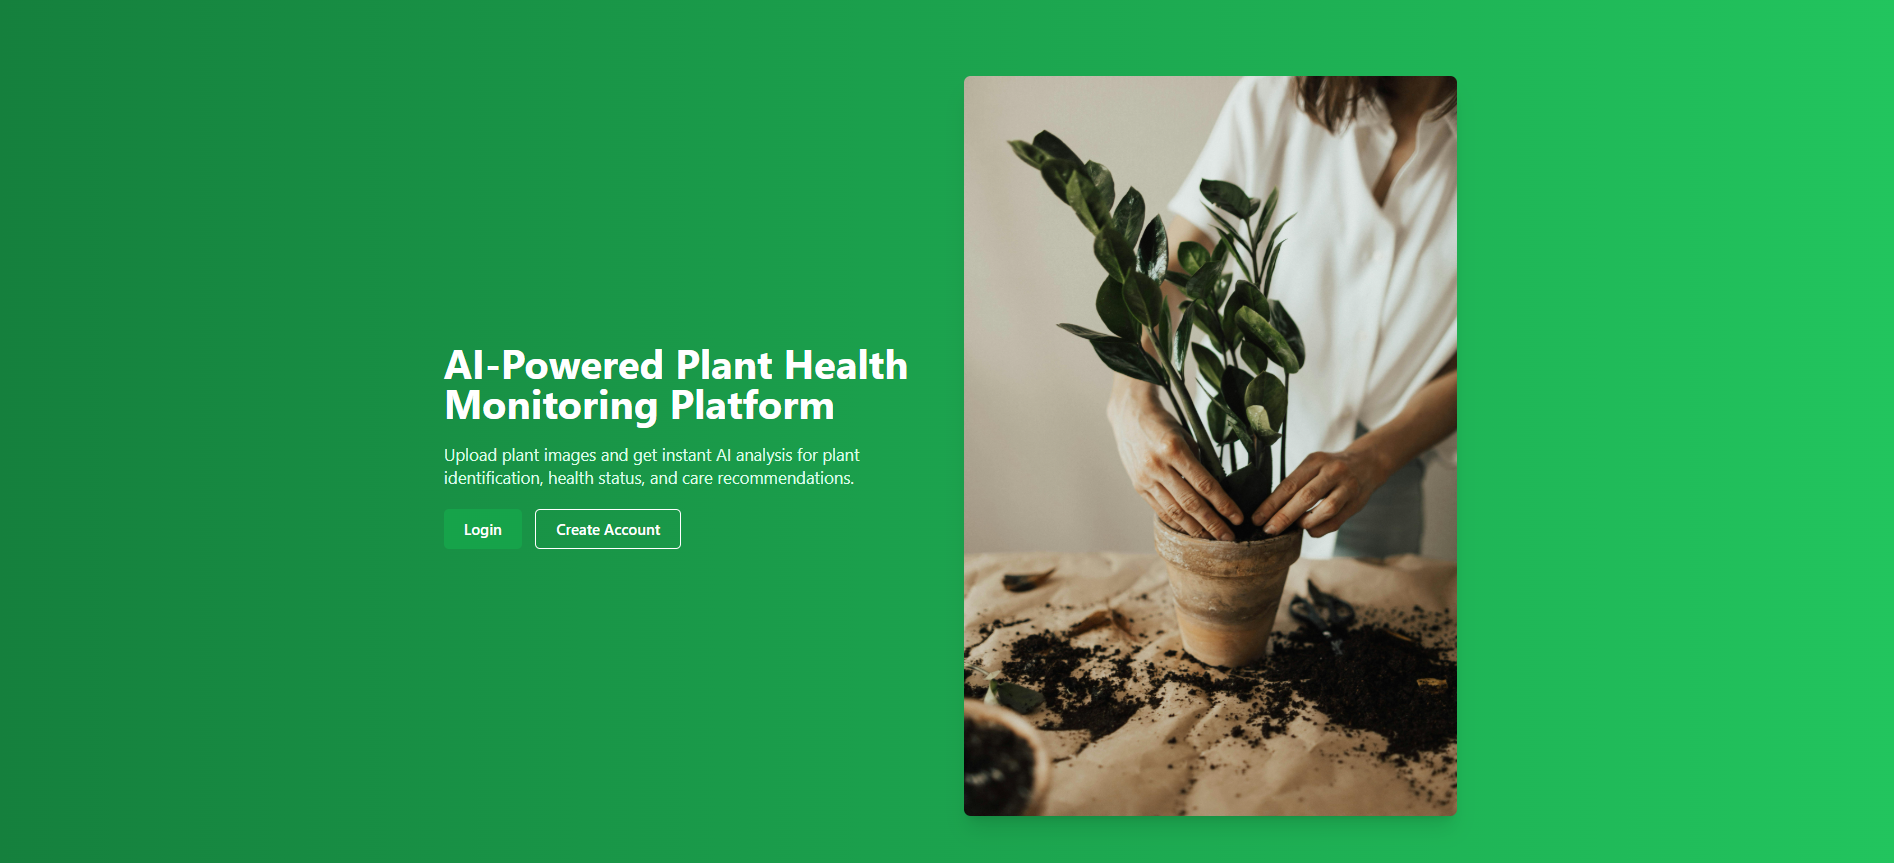 AI-Powered Plant Health
Monitoring Platform
Upload plant images and get instant AI analysis for plant
identification, health status, and care recommendations.
Login
Create Account